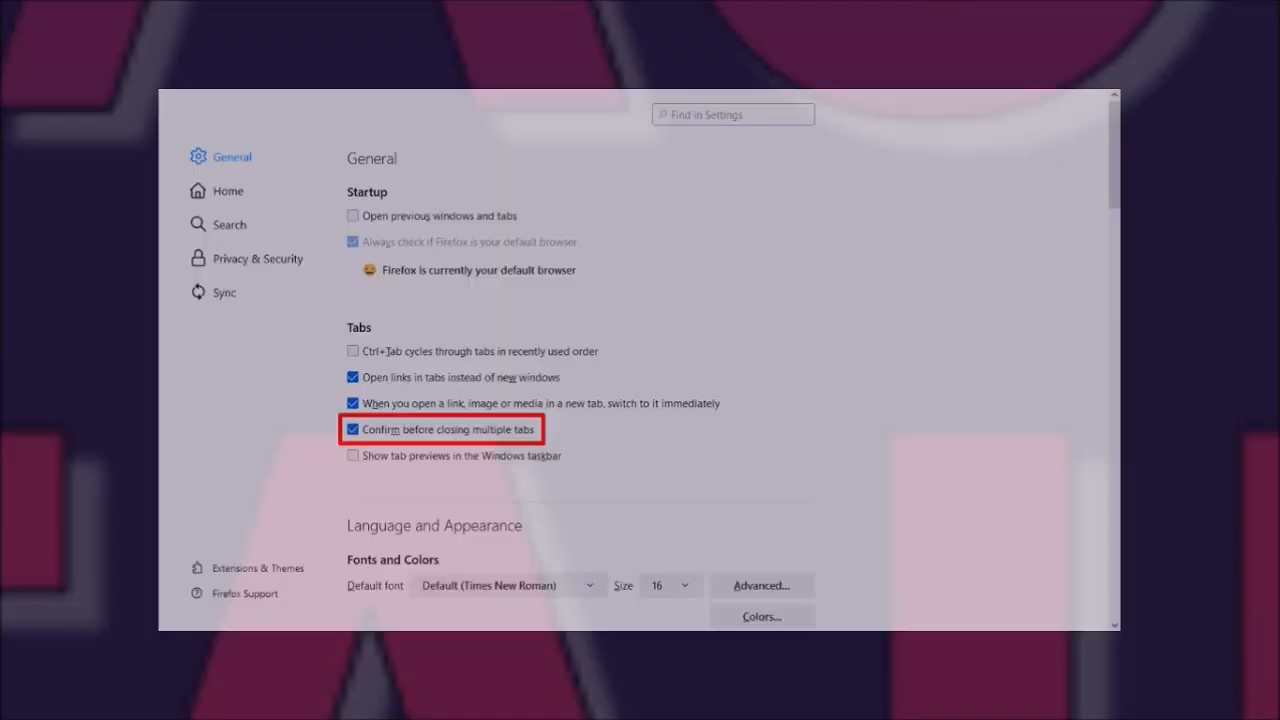 Find in Settings
General
Home
Search
Privacy & Security
Sync
Extensions & Themes
Firefox Support
General
Startup
Open previous windows and tabs
Always check if Firefox is your default browser
Firefox is currently your default browser
Tabs
Ctrl+Tab cycles through tabs in recently used order
Open links in tabs instead of new windows
When you open a link, image or media in a new tab, switch to it immediately
Confirm before closing multiple tabs
Show tab previews in the Windows taskbar
Language and Appearance
Fonts and Colors
Default font Default (Times New Roman) Size 16 Advanced...
Colors...